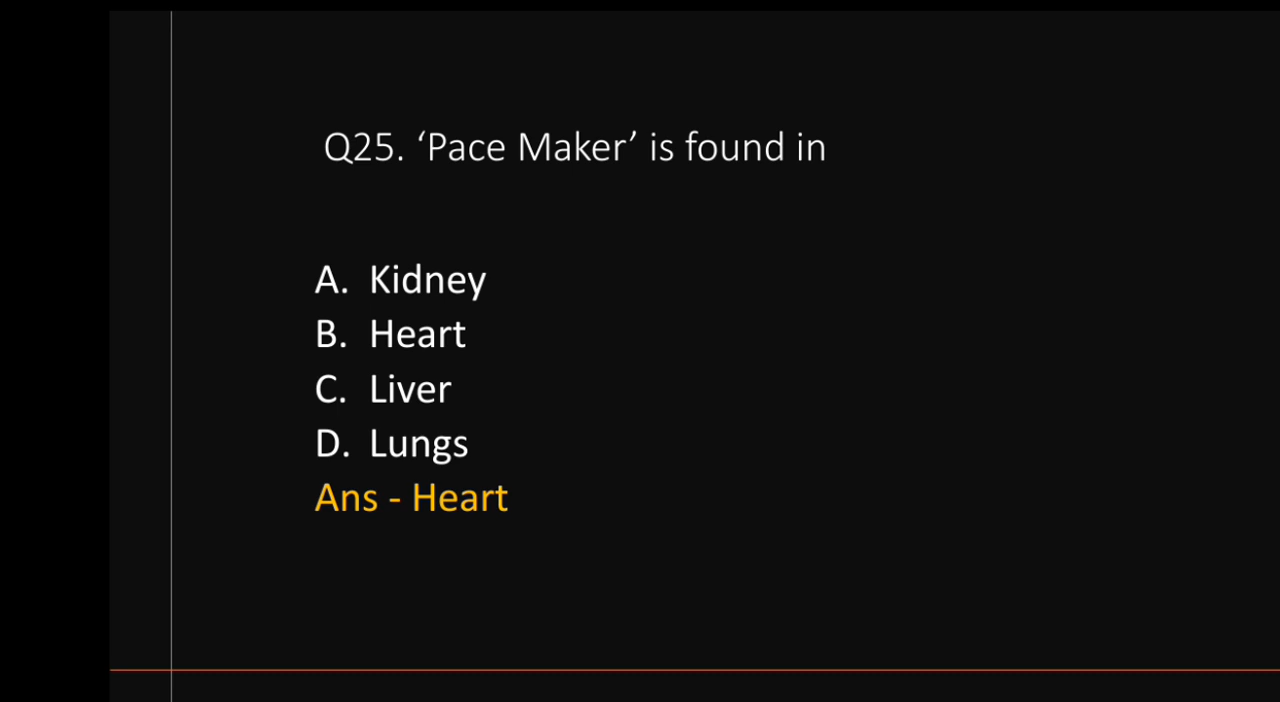 Q25. ‘Pace Maker’ is found in
A. Kidney
B. Heart
C. Liver
D. Lungs
Ans - Heart